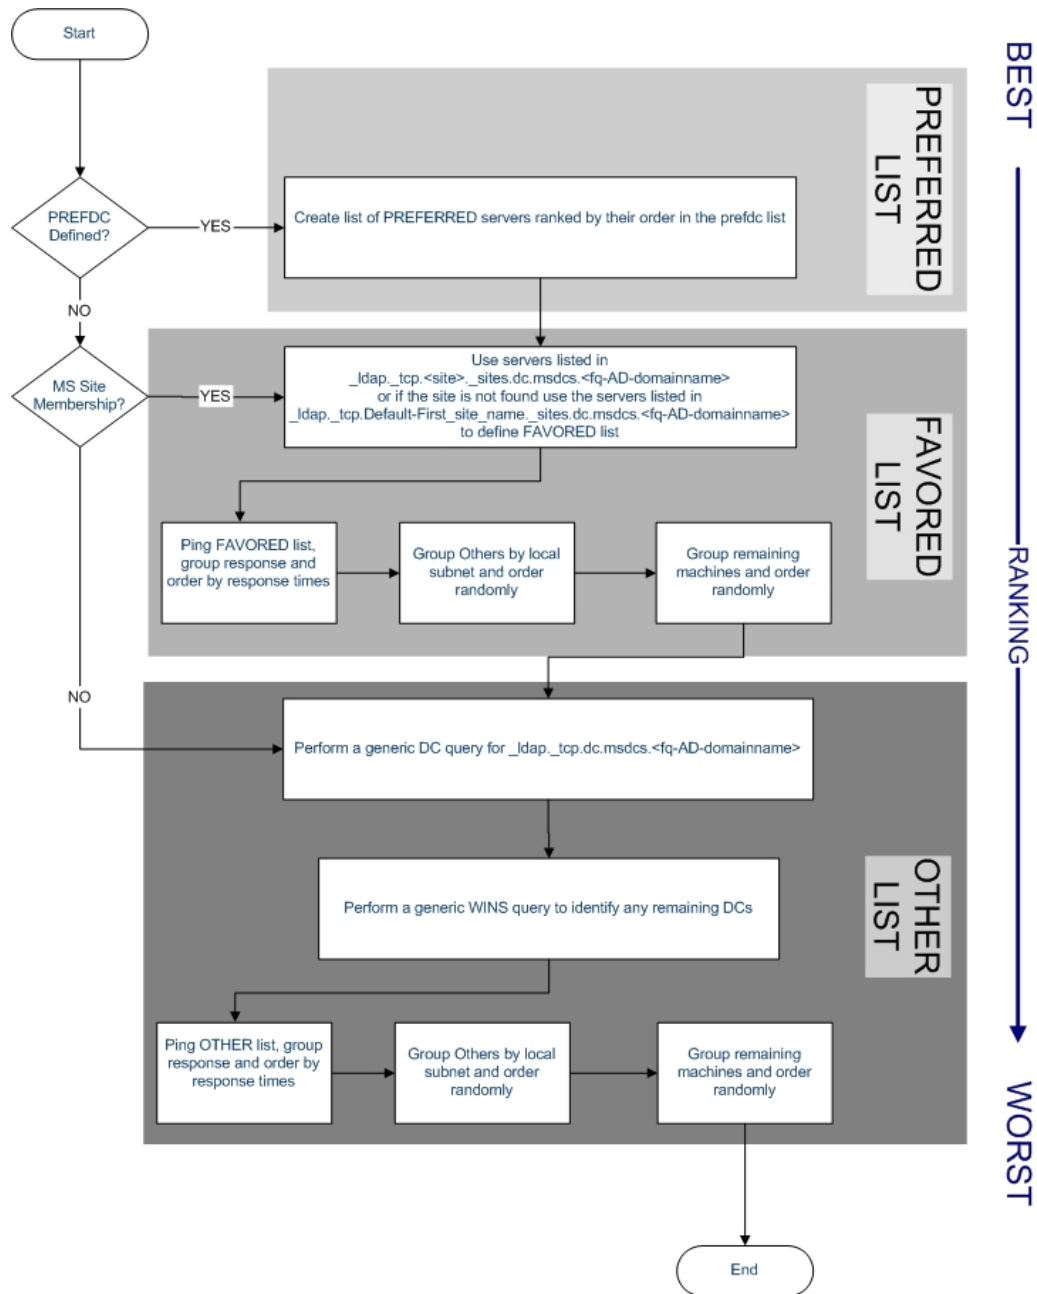 Start
BEST
PREFERRED
LIST
PREFDC
Defined?
YES
Create list of PREFERRED servers ranked by their order in the prefdc list
NO
MS Site
Membership?
YES
Use servers listed in
_ldap._tcp.<site>._sites.dc.msdcs.<fq-AD-domainname>
or if the site is not found use the servers listed in
_ldap._tcp.Default-First_site_name._sites.dc.msdcs.<fq-AD-domainname>
to define FAVORED list
FAVORED
LIST
Ping FAVORED list,
group response and
order by response times
Group Others by local
subnet and order
randomly
Group remaining
machines and order
randomly
RANKING
NO
Perform a generic DC query for _ldap._tcp.dc.msdcs.<fq-AD-domainname>
Perform a generic WINS query to identify any remaining DCs
OTHER
LIST
Ping OTHER list, group
response and order by
response times
Group Others by local
subnet and order
randomly
Group remaining
machines and order
randomly
WORST
End